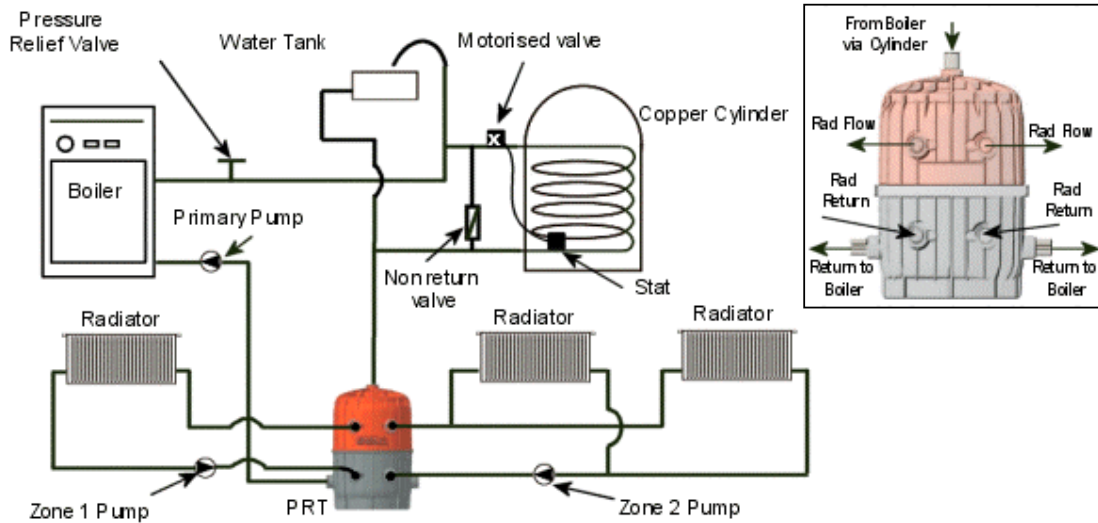 Pressure
Relief Valve
Water Tank
Motorised valve
Copper Cylinder
Boiler
Primary Pump
Non return
valve
Stat
Radiator
Radiator
Radiator
Zone 1 Pump
PRT
Zone 2 Pump
From Boiler
via Cylinder
Rad Flow
Rad Flow
Rad
Return
Rad
Return
Return to
Boiler
Return to
Boiler